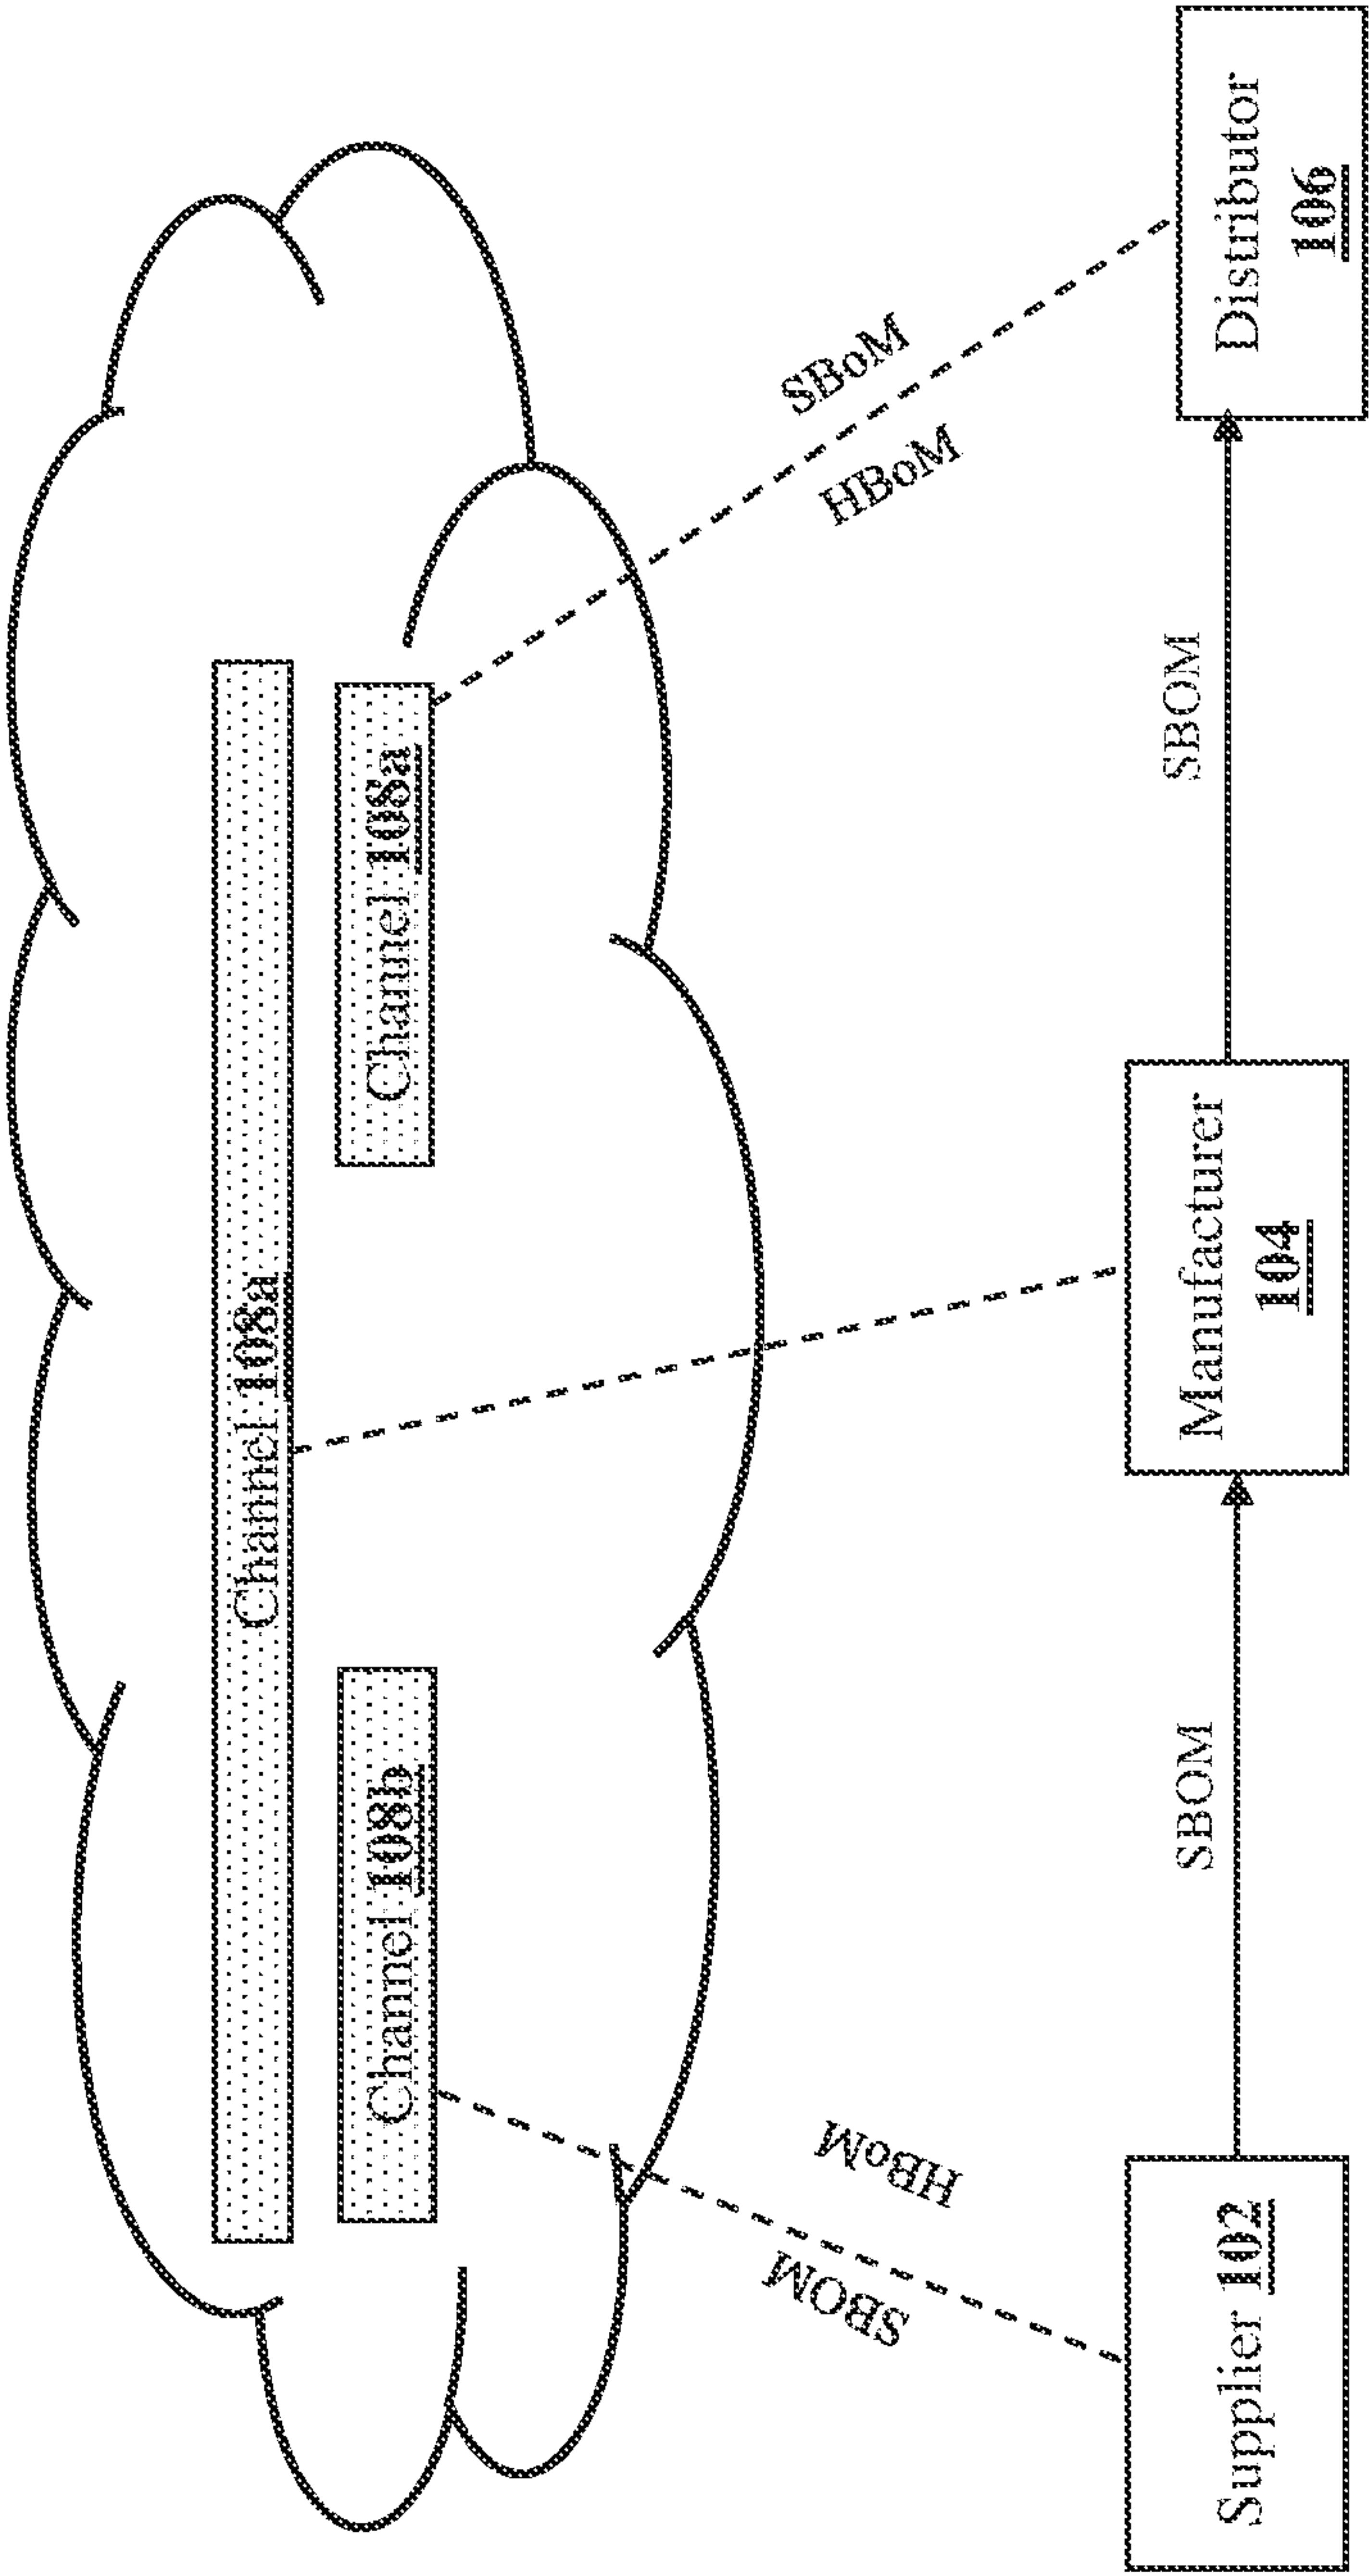 Channel 108a
Channel 108b
Channel 108a
SBOM
HBoM
SBoM
HBoM
SBOM
SBOM
Supplier 102
Manufacturer
104
Distributor
106